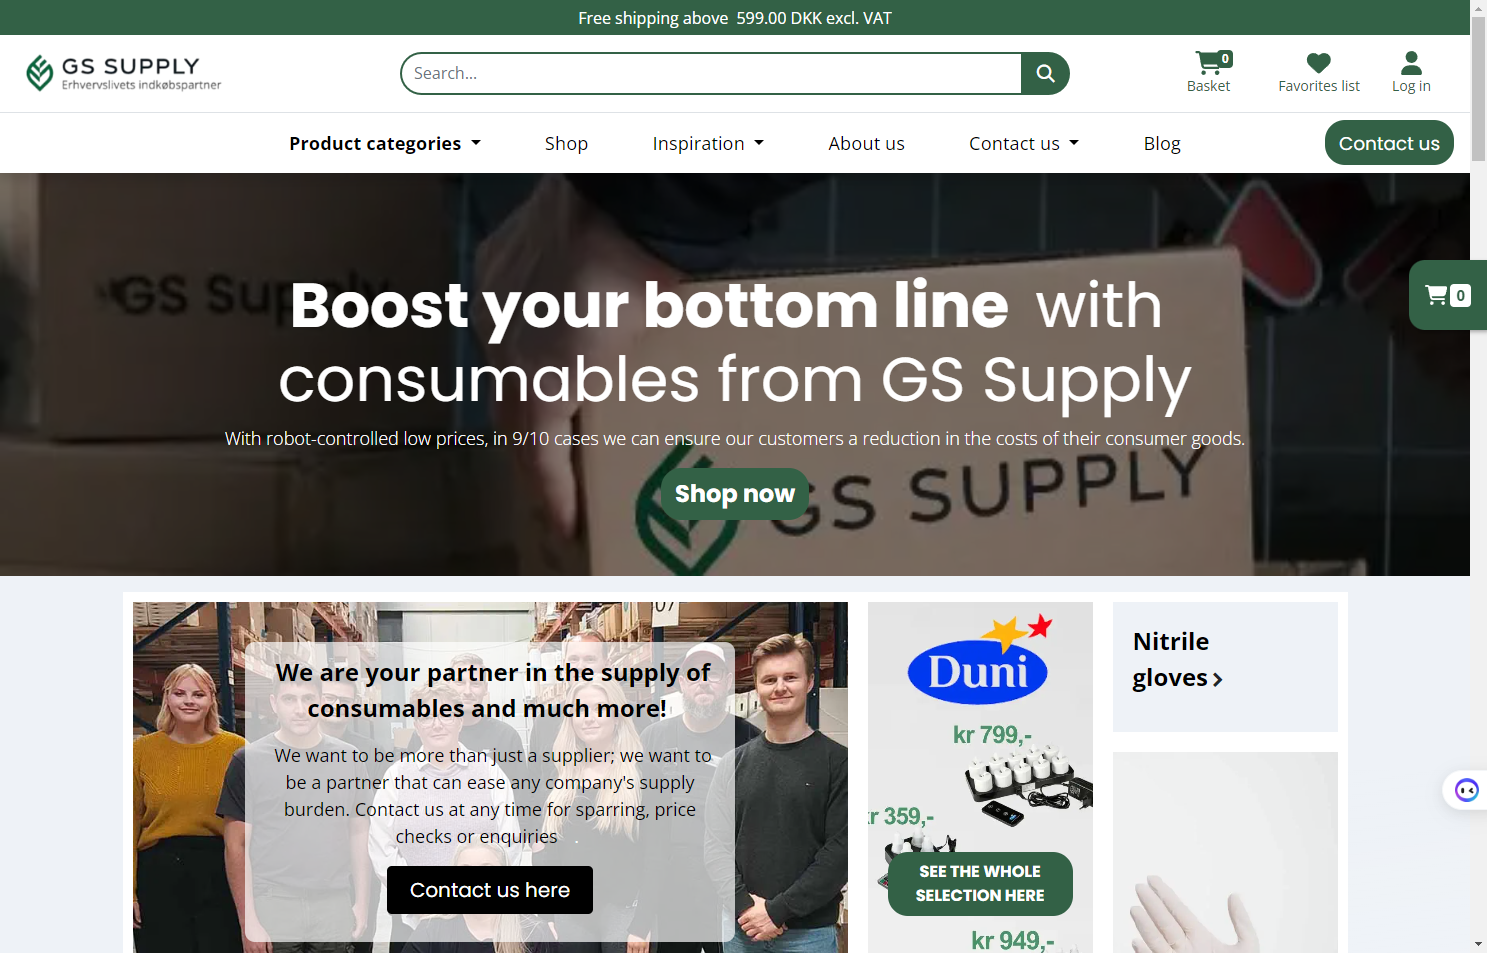 Free shipping above 599.00 DKK excl. VAT
GS SUPPLY
Erhvervslivets indkøbspartner
Search...
0
Basket
Favorites list
Log in
Product categories
Shop
Inspiration
About us
Contact us
Blog
Contact us
GS Supply
Boost your bottom line with
consumables from GS Supply
0
With robot-controlled low prices, in 9/10 cases we can ensure our customers a reduction in the costs of their consumer goods.
Shop now
GS SUPPLY
07
We are your partner in the supply of
consumables and much more!
We want to be more than just a supplier; we want to
be a partner that can ease any company's supply
burden. Contact us at any time for sparring, price
checks or enquiries
Contact us here
Duni
kr 799,-
kr 359,-
SEE THE WHOLE
SELECTION HERE
kr 949,-
Nitrile
gloves